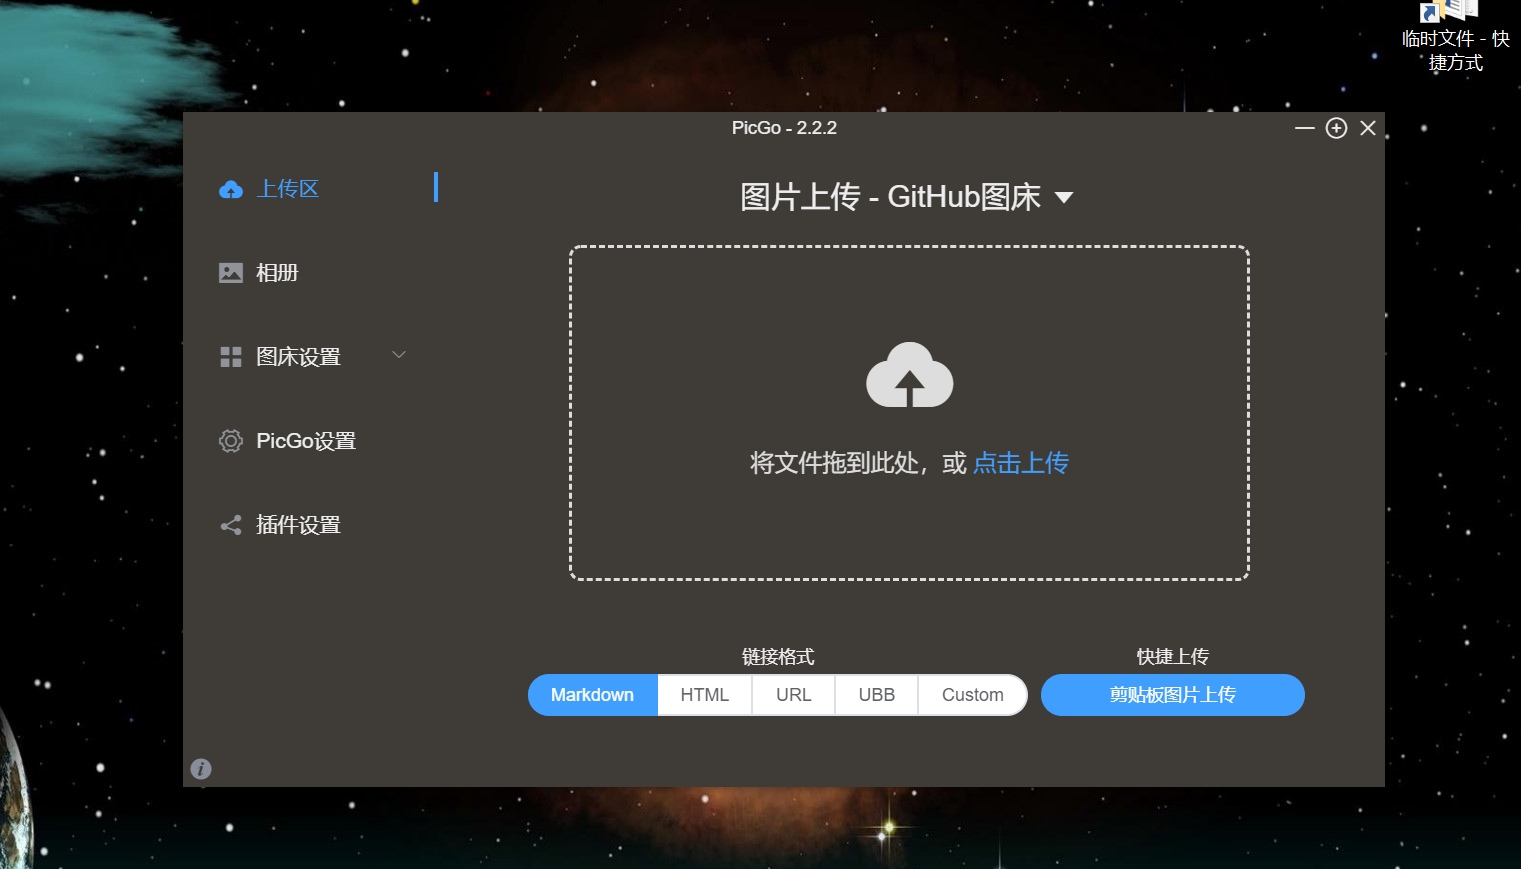 临时文件 - 快
捷方式
PicGo - 2.2.2
上传区
相册
图床设置
PicGo设置
插件设置
图片上传 - GitHub图床
将文件拖到此处，或 点击上传
链接格式
快捷上传
Markdown HTML URL UBB Custom
剪贴板图片上传